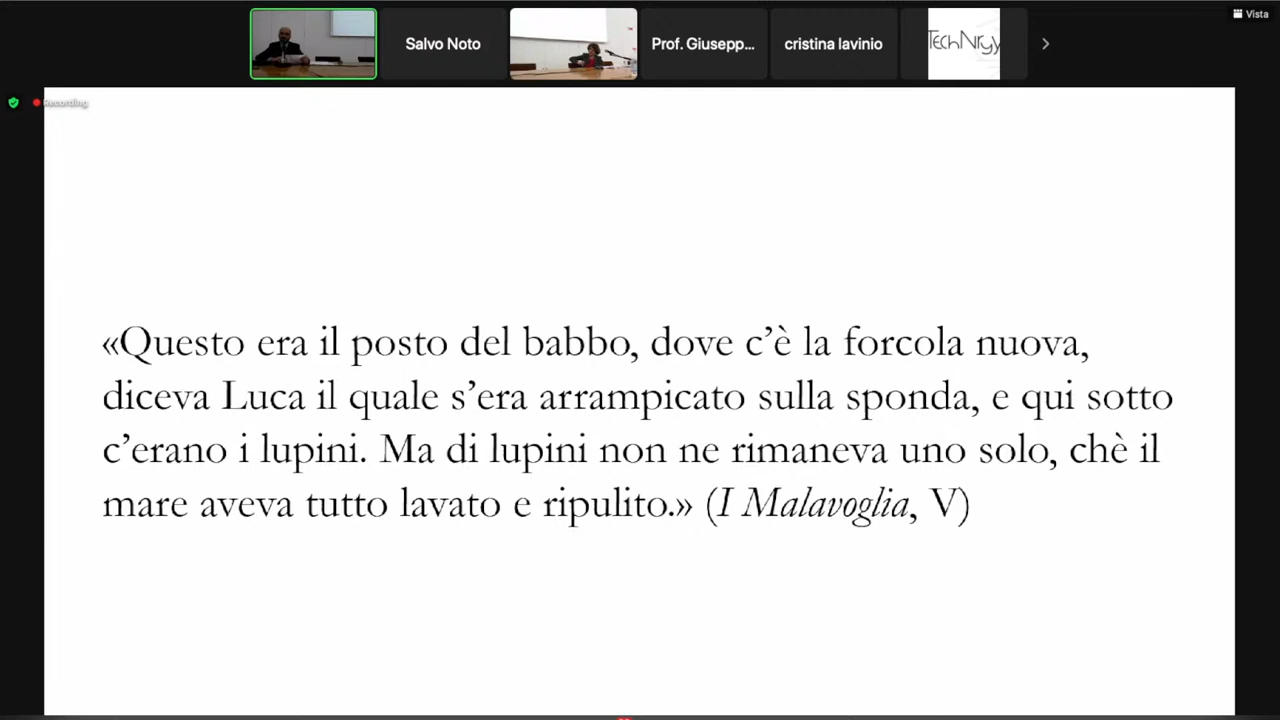 Vista
Salvo Noto
Prof. Giusepp...
cristina lavinio
TechNrgy
Recording
«Questo era il posto del babbo, dove c’è la forcola nuova,
diceva Luca il quale s’era arrampicato sulla sponda, e qui sotto
c’erano i lupini. Ma di lupini non ne rimaneva uno solo, chè il
mare aveva tutto lavato e ripulito.» (I Malavoglia, V)